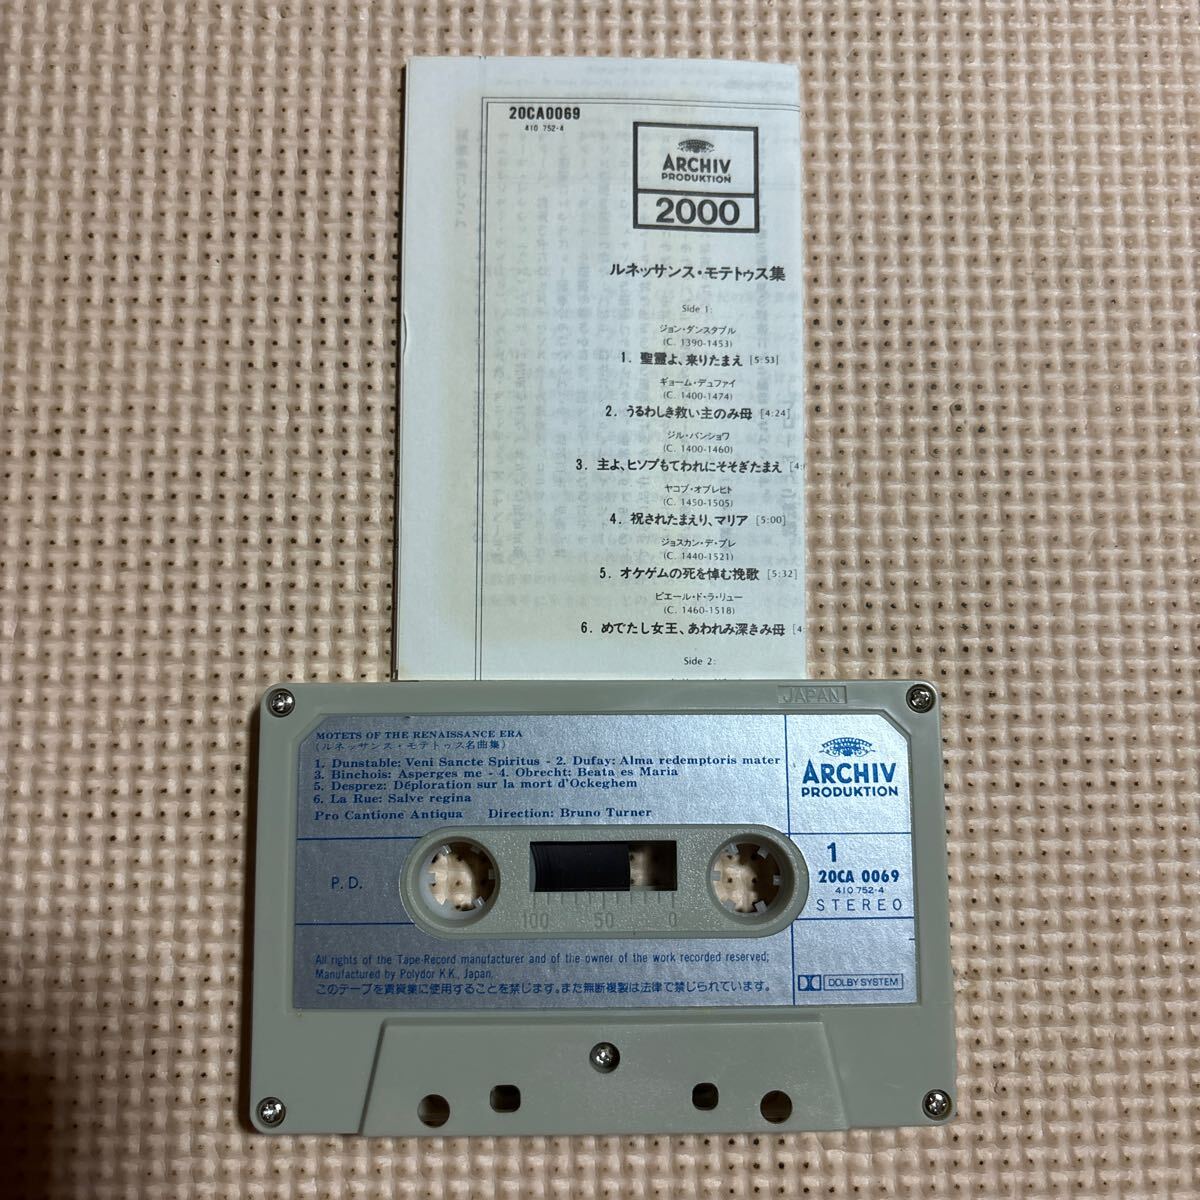 20CA0069
410 752-4
ARCHIV
PRODUKTION
2000
ルネッサンス・モテトゥス集
Side 1:
ジョン・ダンスタブル
(C. 1390-1453)
1. 聖霊よ、来りたまえ [5:53]
ギョーム・デュファイ
(C. 1400-1474)
2. うるわしき救い主のみ母 [4:24]
ジル・バンショワ
(C. 1400-1460)
3. 主よ、ヒソプもてわれにそそぎたまえ
ヤコブ・オブレヒト
(C. 1450-1505)
4. 祝されたまえり、マリア [5:00]
ジョスカン・デ・プレ
(C. 1440-1521)
5. オケゲムの死を悼む挽歌 [5:32]
ピエール・ド・ラ・リュー
(C. 1460-1518)
6. めでたし女王、あわれみ深きみ母
Side 2:
JAPAN
MOTETS OF THE RENAISSANCE ERA
(ルネッサンス・モテトゥス名曲集)
1. Dunstable: Veni Sancte Spiritus - 2. Dufay: Alma redemptoris mater
3. Binchois: Asperges me - 4. Obrecht: Beata es Maria
5. Desprez: Déploration sur la mort d'Ockeghem
6. La Rue: Salve regina
Pro Cantione Antiqua Direction: Bruno Turner
ARCHIV
PRODUKTION
P.D.
1
20CA 0069
410 752-4
STEREO
100 50 0
All rights of the Tape-Record manufacturer and of the owner of the work recorded reserved;
Manufactured by Polydor K.K., Japan.
このテープを賃貸業に使用することを禁じます。また無断複製は法律で禁じられています。
DOLBY SYSTEM